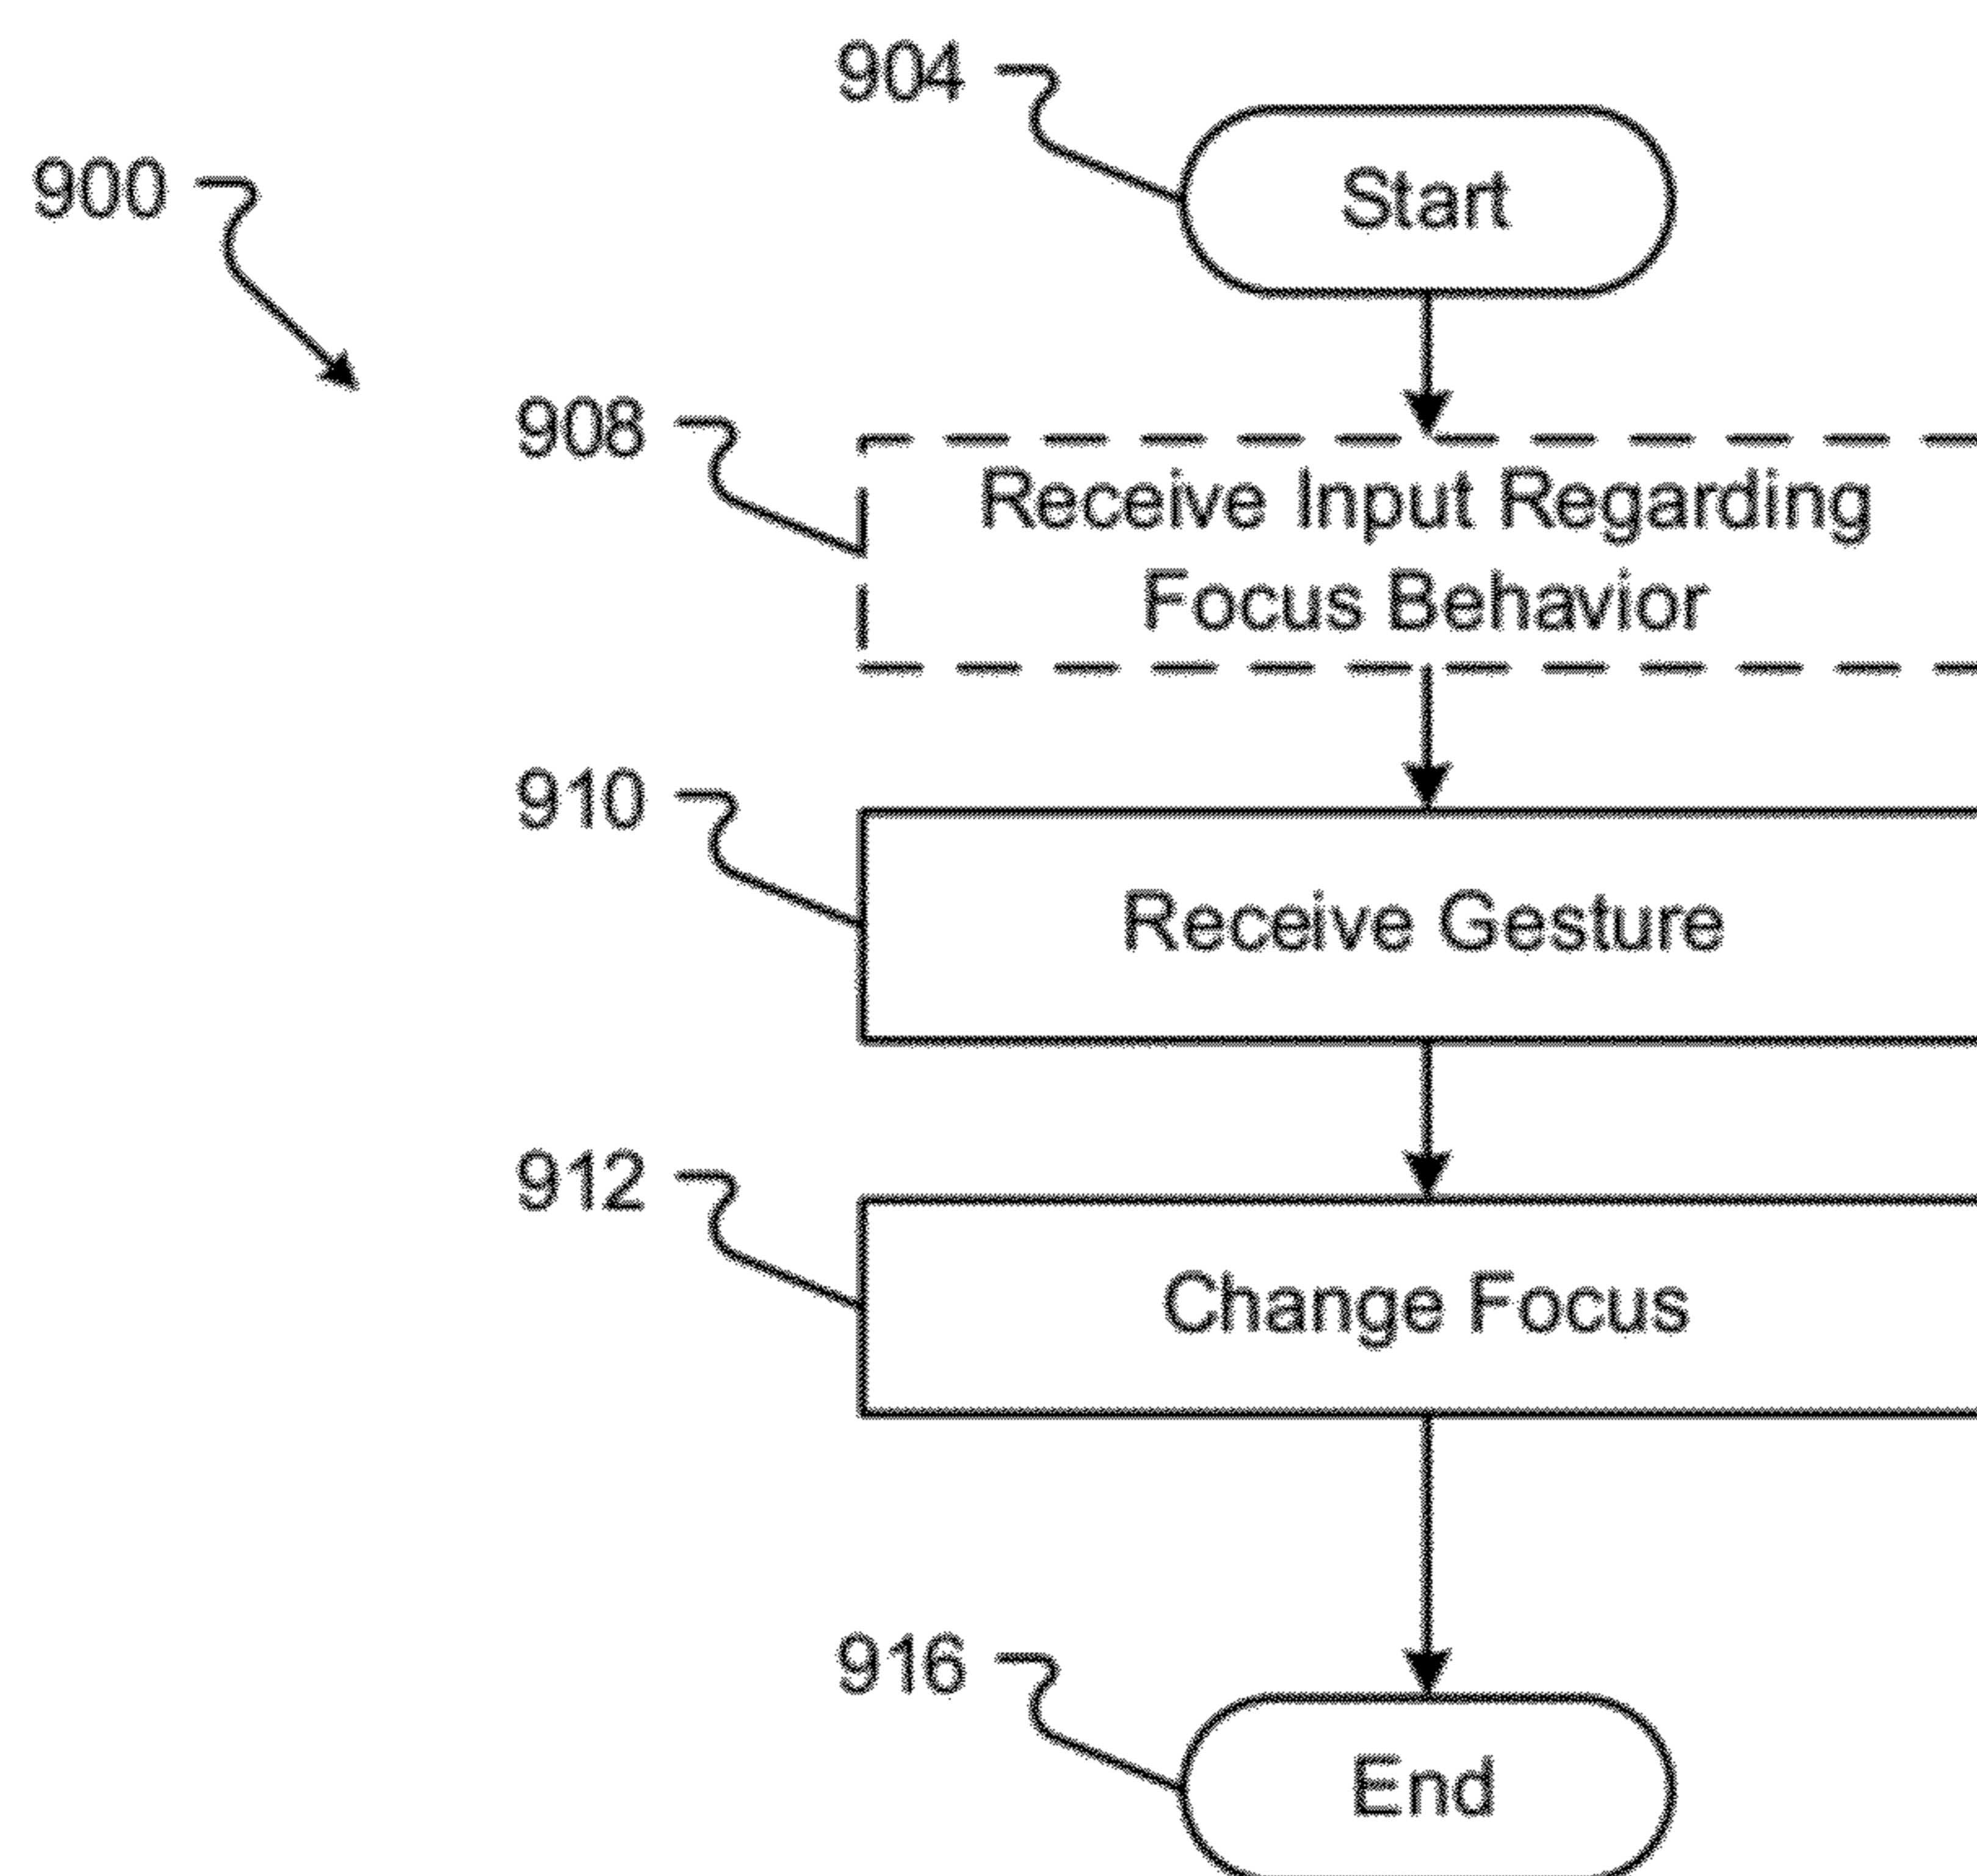 904
Start
900
908
Receive Input Regarding
Focus Behavior
910
Receive Gesture
912
Change Focus
916
End